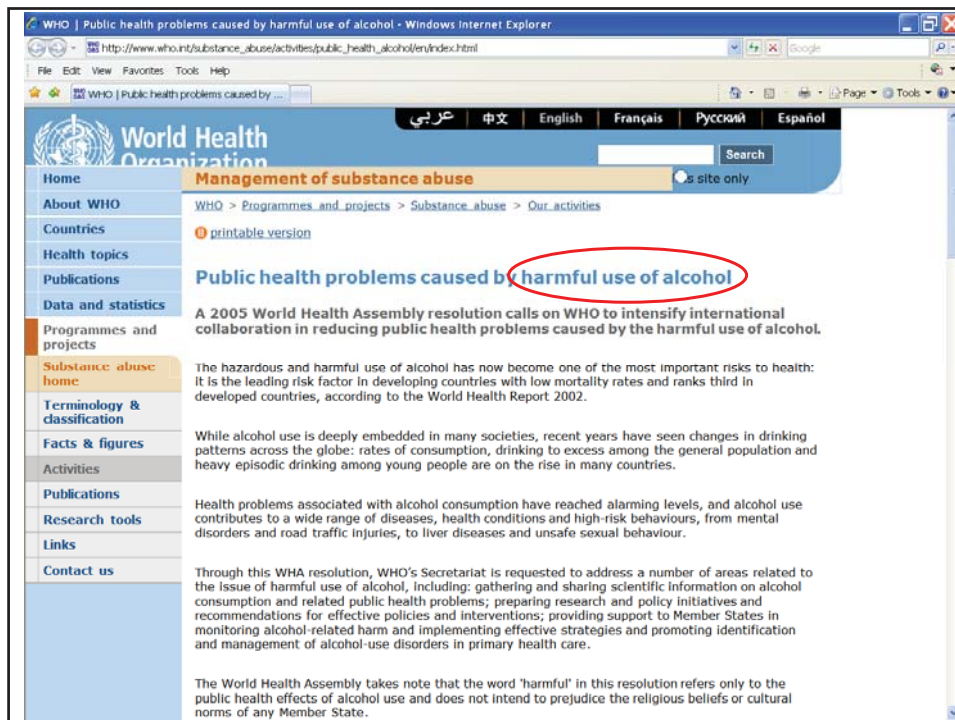 WHO | Public health problems caused by harmful use of alcohol - Windows Internet Explorer
http://www.who.int/substance_abuse/activities/public_health_alcohol/en/index.html
Google
File Edit View Favorites Tools Help
WHO | Public health problems caused by ...
Page Tools
عربي 中文 English Français Русский Español
World Health
Organization
Search
s site only
Home
About WHO
Countries
Health topics
Publications
Data and statistics
Programmes and
projects
Substance abuse
home
Terminology &
classification
Facts & figures
Activities
Publications
Research tools
Links
Contact us
Management of substance abuse
WHO > Programmes and projects > Substance abuse > Our activities
printable version
Public health problems caused by harmful use of alcohol
A 2005 World Health Assembly resolution calls on WHO to intensify international
collaboration in reducing public health problems caused by the harmful use of alcohol.
The hazardous and harmful use of alcohol has now become one of the most important risks to health:
it is the leading risk factor in developing countries with low mortality rates and ranks third in
developed countries, according to the World Health Report 2002.
While alcohol use is deeply embedded in many societies, recent years have seen changes in drinking
patterns across the globe: rates of consumption, drinking to excess among the general population and
heavy episodic drinking among young people are on the rise in many countries.
Health problems associated with alcohol consumption have reached alarming levels, and alcohol use
contributes to a wide range of diseases, health conditions and high-risk behaviours, from mental
disorders and road traffic injuries, to liver diseases and unsafe sexual behaviour.
Through this WHA resolution, WHO's Secretariat is requested to address a number of areas related to
the issue of harmful use of alcohol, including: gathering and sharing scientific information on alcohol
consumption and related public health problems; preparing research and policy initiatives and
recommendations for effective policies and interventions; providing support to Member States in
monitoring alcohol-related harm and implementing effective strategies and promoting identification
and management of alcohol-use disorders in primary health care.
The World Health Assembly takes note that the word 'harmful' in this resolution refers only to the
public health effects of alcohol use and does not intend to prejudice the religious beliefs or cultural
norms of any Member State.